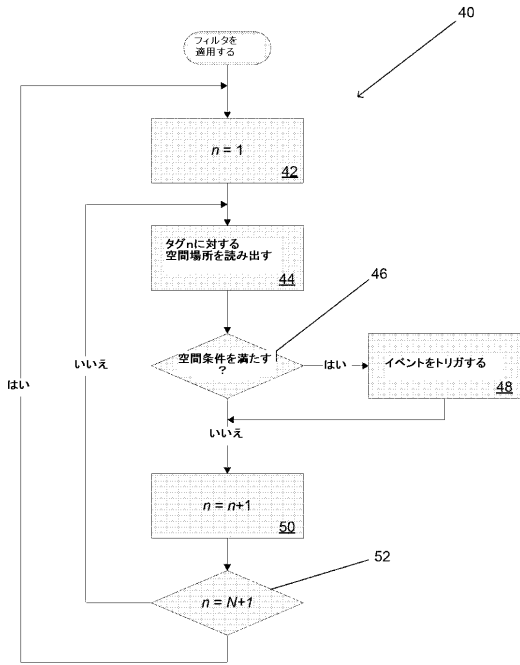 40
フィルタを
適用する
n = 1
42
タグnに対する
空間場所を読み出す
44
46
空間条件を満たす
?
はい
イベントをトリガする
48
いいえ
はい
いいえ
n = n+1
50
52
n = N+1